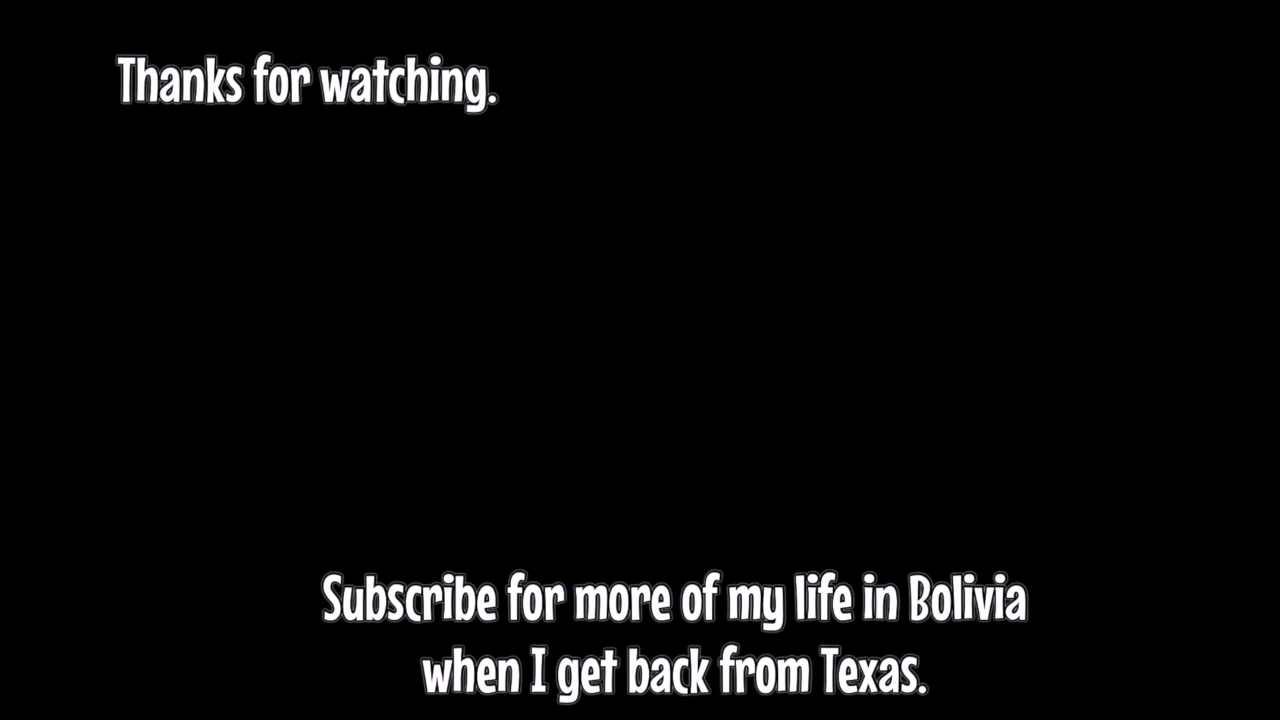 Thanks for watching.
Subscribe for more of my life in Bolivia
when I get back from Texas.